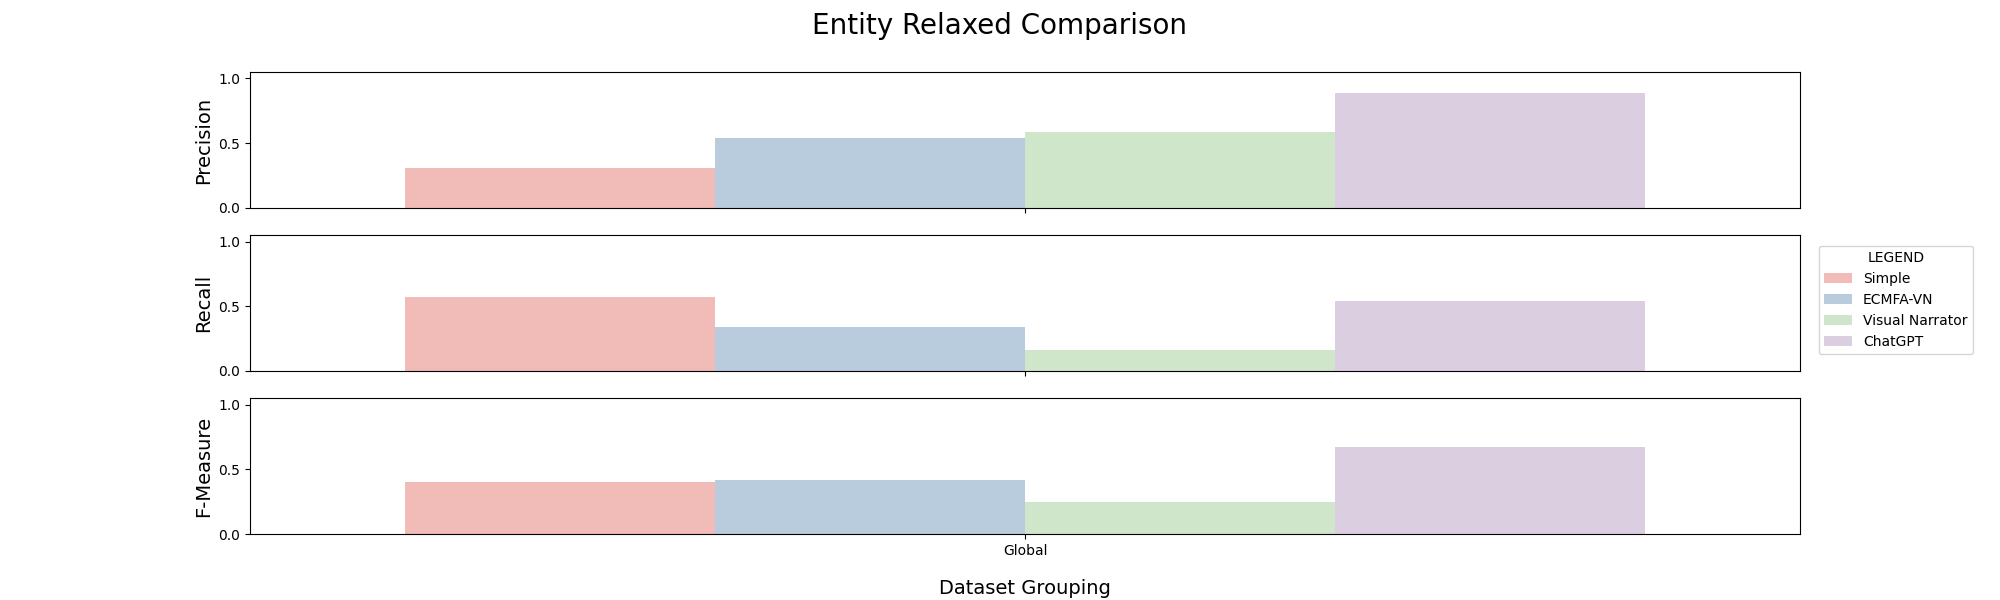 Entity Relaxed Comparison
1.0
0.5
0.0
Precision
1.0
0.5
0.0
Recall
1.0
0.5
0.0
F-Measure
Global
Dataset Grouping
LEGEND
Simple
ECMFA-VN
Visual Narrator
ChatGPT